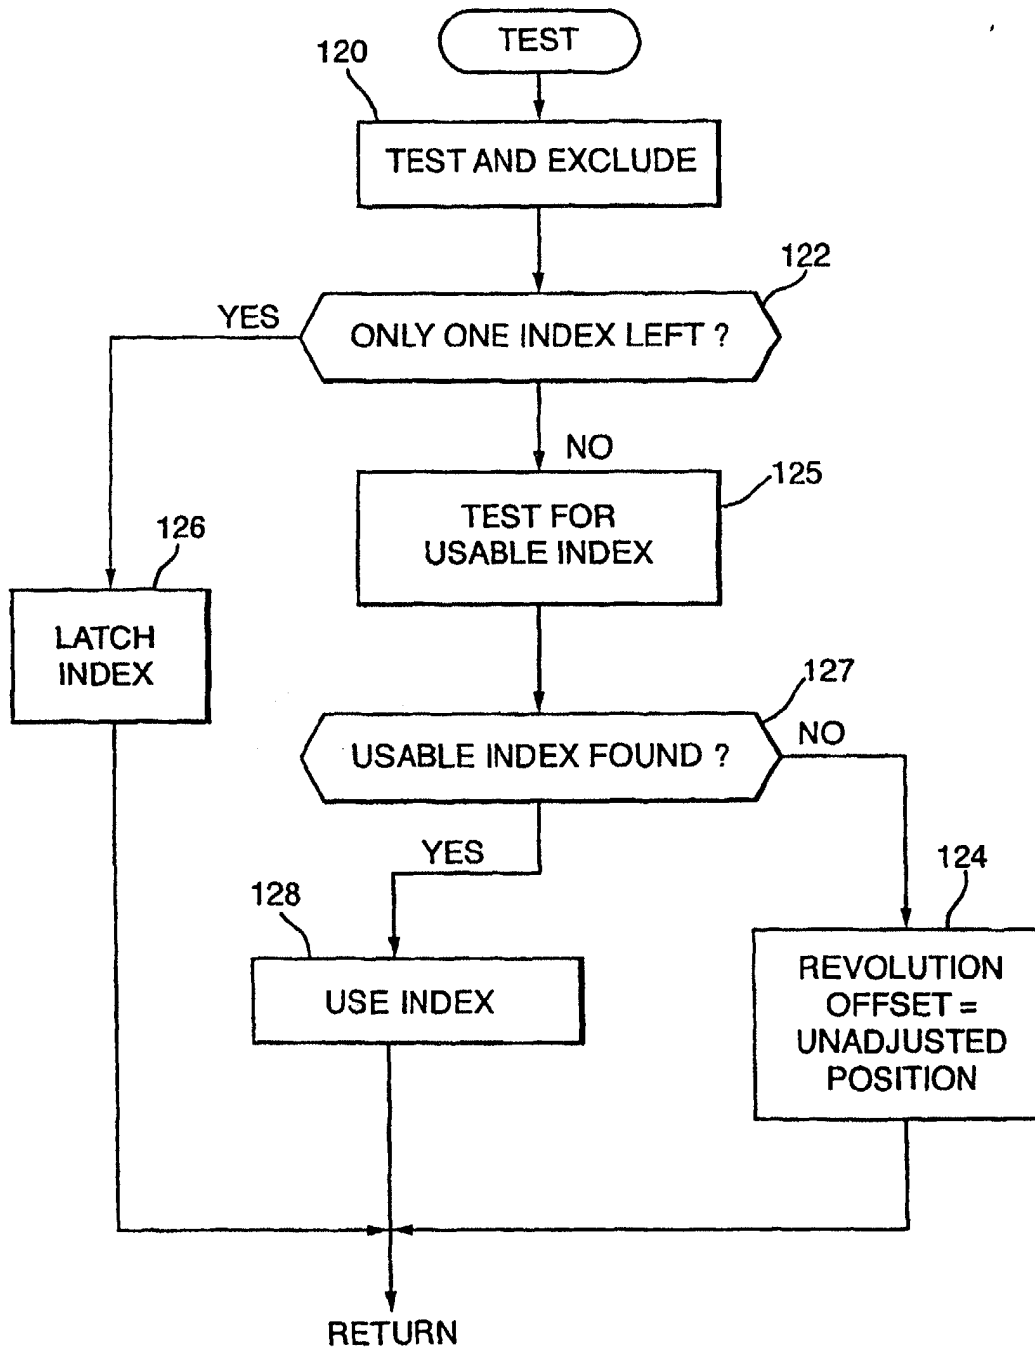 TEST
120
TEST AND EXCLUDE
122
YES
ONLY ONE INDEX LEFT ?
NO
125
TEST FOR
USABLE INDEX
126
LATCH
INDEX
127
USABLE INDEX FOUND ?
NO
YES
124
128
REVOLUTION
OFFSET =
UNADJUSTED
POSITION
USE INDEX
RETURN